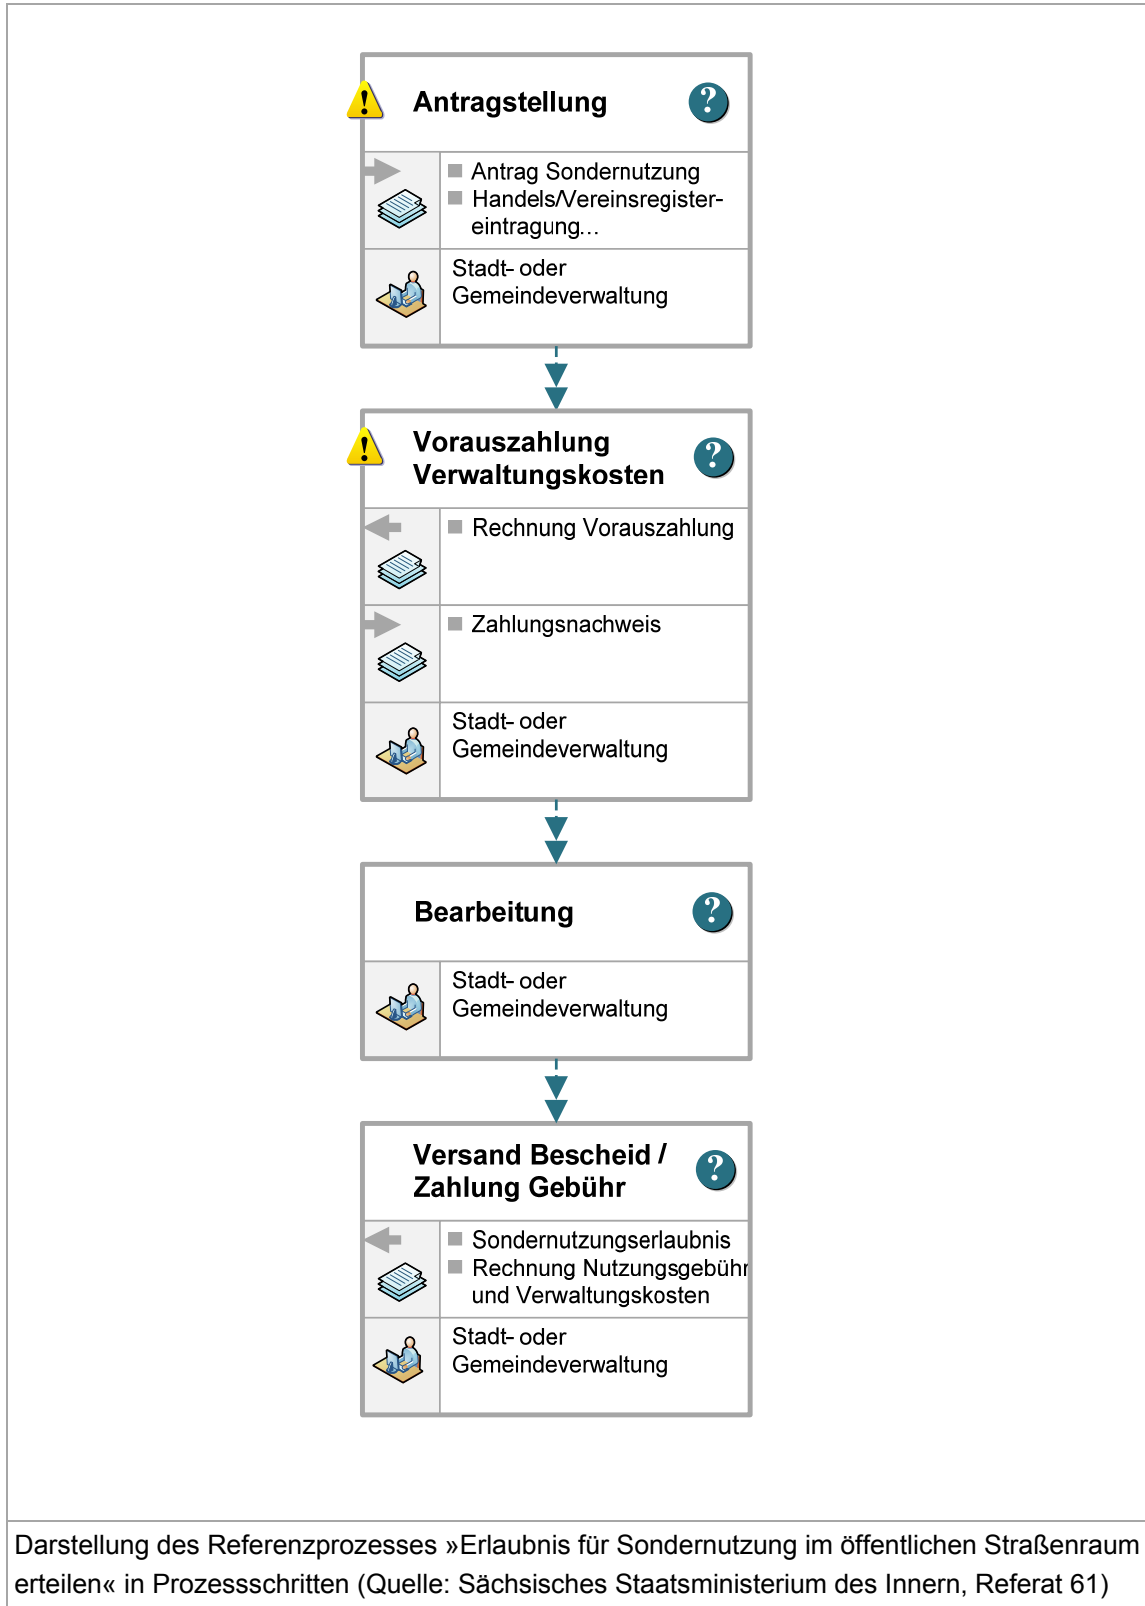 Antragstellung
?
Antrag Sondernutzung
Handels/Vereinsregister-
eintragung...
Stadt- oder
Gemeindeverwaltung
Vorauszahlung
Verwaltungskosten
?
Rechnung Vorauszahlung
Zahlungsnachweis
Stadt- oder
Gemeindeverwaltung
Bearbeitung
?
Stadt- oder
Gemeindeverwaltung
Versand Bescheid /
Zahlung Gebühr
?
Sondernutzungserlaubnis
Rechnung Nutzungsgebühr
und Verwaltungskosten
Stadt- oder
Gemeindeverwaltung
Darstellung des Referenzprozesses »Erlaubnis für Sondernutzung im öffentlichen Straßenraum
erteilen« in Prozessschritten (Quelle: Sächsisches Staatsministerium des Innern, Referat 61)